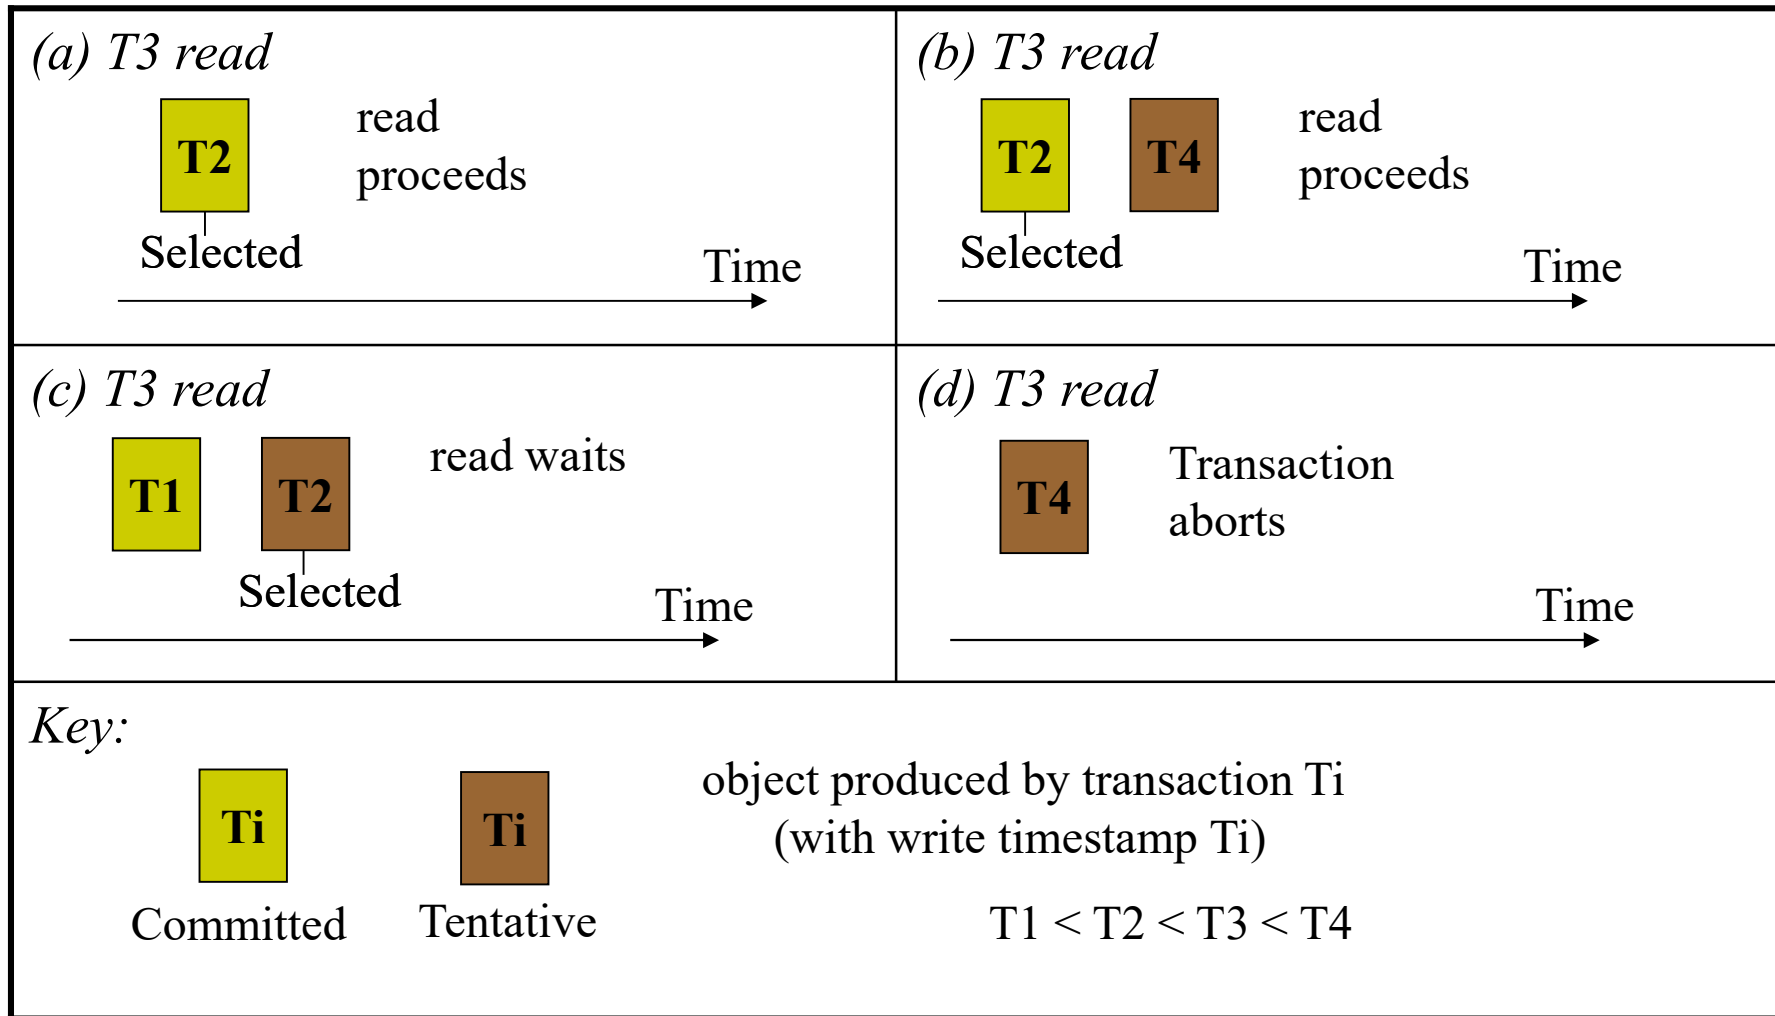 (a) T3 read
T2
read
proceeds
Selected
Time
(b) T3 read
T2
T4
read
proceeds
Selected
Time
(c) T3 read
T1
T2
read waits
Selected
Time
(d) T3 read
T4
Transaction
aborts
Time
Key:
Ti
Committed
Ti
Tentative
object produced by transaction Ti
(with write timestamp Ti)
T1 < T2 < T3 < T4